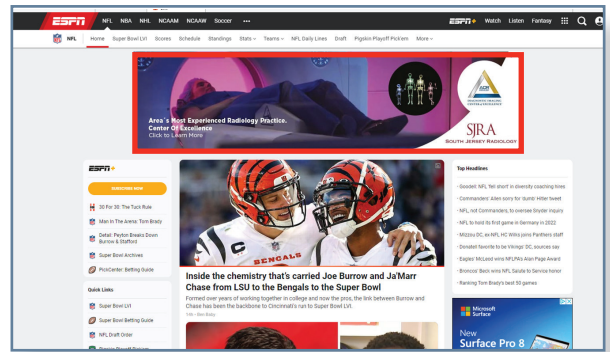 ESPN NFL NBA NHL NCAAM NCAAW Soccer ••• ESPN+ Watch Listen Fantasy
NFL Home Super Bowl LVI Scores Schedule Standings Stats Teams NFL Daily Lines Draft Pigskin Playoff Pick'em More
Area's Most Experienced Radiology Practice.
Center Of Excellence
Click to Learn More
ACR
SJRA
SOUTH JERSEY RADIOLOGY
ESPN+
SUBSCRIBE NOW
30 For 30: The Tuck Rule
Man In The Arena: Tom Brady
Detail: Peyton Breaks Down
Burrow & Stafford
Super Bowl Archives
PickCenter: Betting Guide
Quick Links
Super Bowl LVI
Super Bowl Betting Guide
NFL Draft Order
C
BENGALS
Inside the chemistry that's carried Joe Burrow and Ja'Marr
Chase from LSU to the Bengals to the Super Bowl
Formed over years of working together in college and now the pros, the link between Burrow and
Chase has been the backbone to Cincinnati's run to Super Bowl LVI.
Ben Baby
Top Headlines
Goodell: NFL 'fell short' in diversity coaching hires
Commanders' Allen sorry for 'dumb' Hitler tweet
NFL, not Commanders, to oversee Snyder inquiry
NFL to hold its first game in Germany in 2022
Mizzou DC, ex-NFL HC Wilks joins Panthers staff
Donatell favorite to be Vikings' DC, sources say
Eagles' McLeod wins NFLPA's Alan Page Award
Broncos' Beck wins NFL Salute to Service honor
Ranking Tom Brady's best 50 games
Microsoft
Surface
New
Surface Pro 8